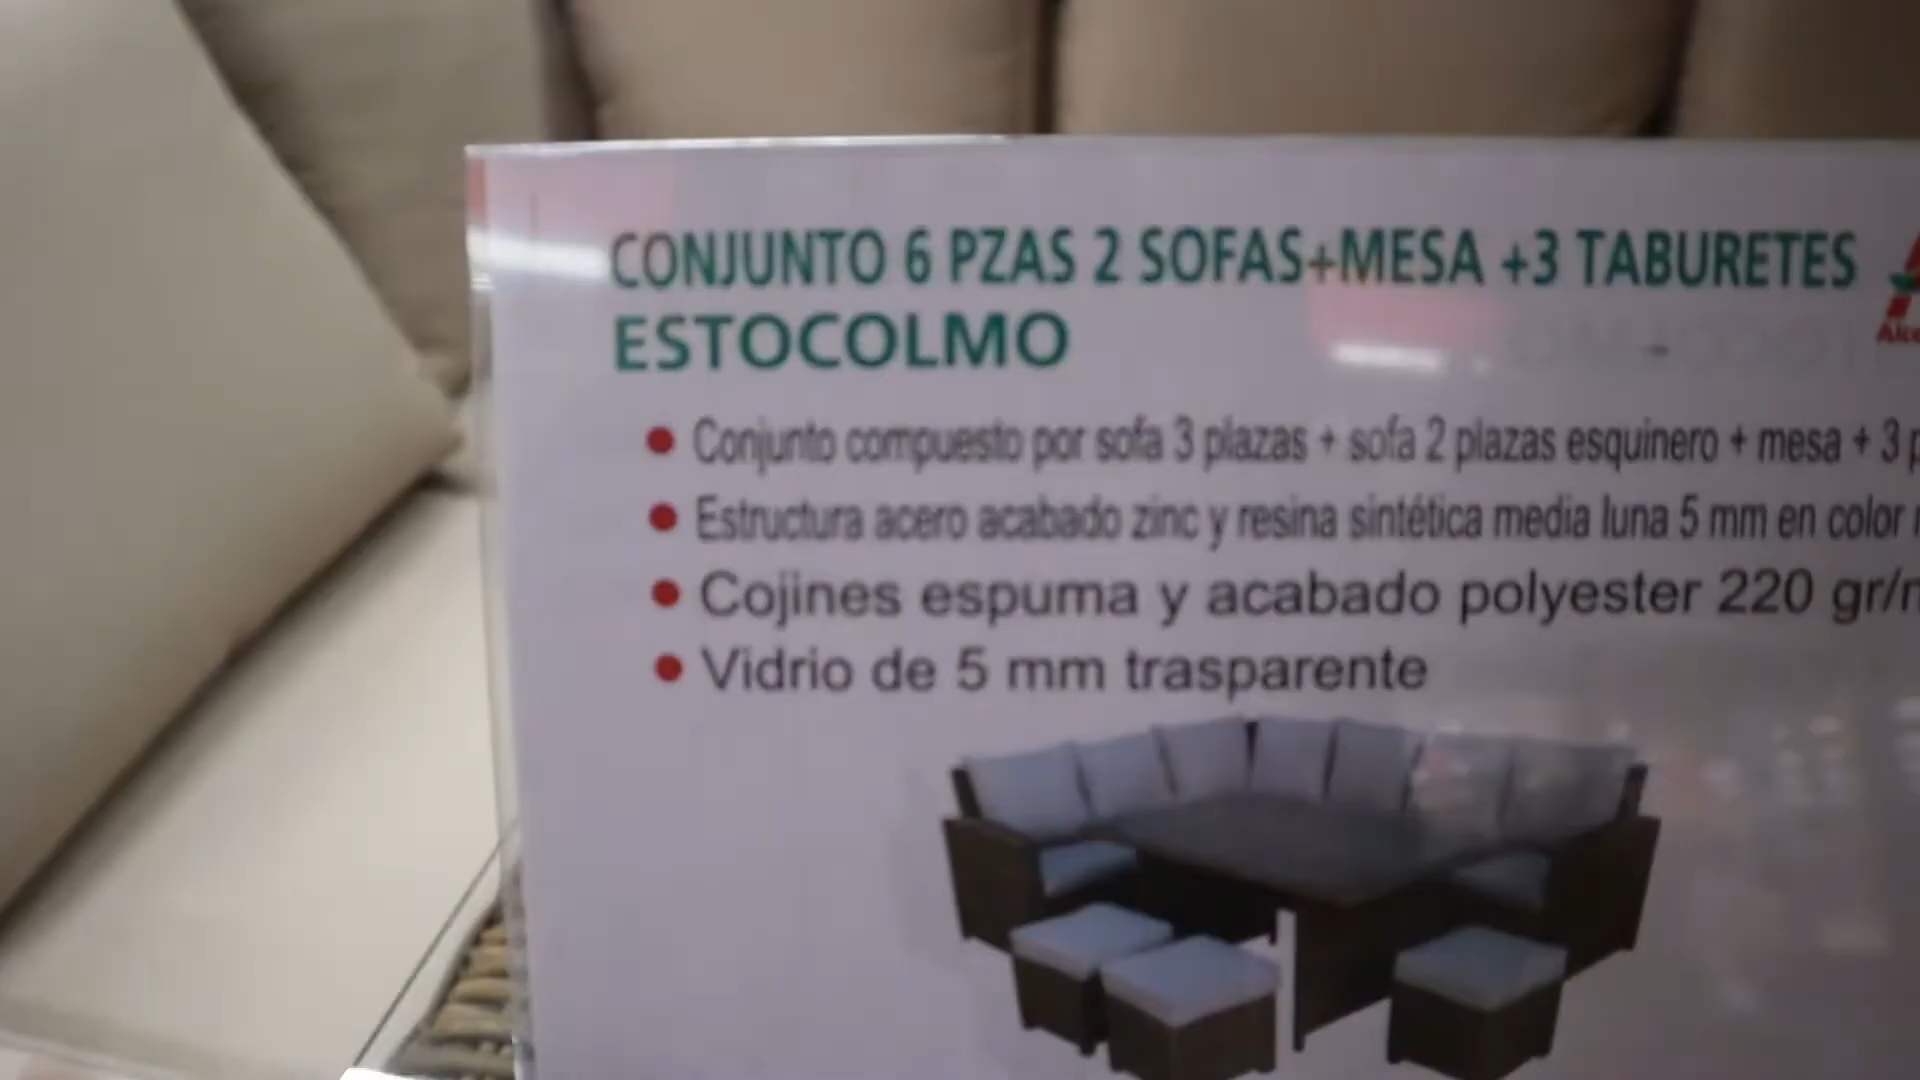 CONJUNTO 6 PZAS 2 SOFAS+MESA +3 TABURETES
ESTOCOLMO
Conjunto compuesto por sofa 3 plazas + sofa 2 plazas esquinero + mesa + 3
Estructura acero acabado zinc y resina sintética media luna 5 mm en color
Cojines espuma y acabado polyester 220
Vidrio de 5 mm trasparente